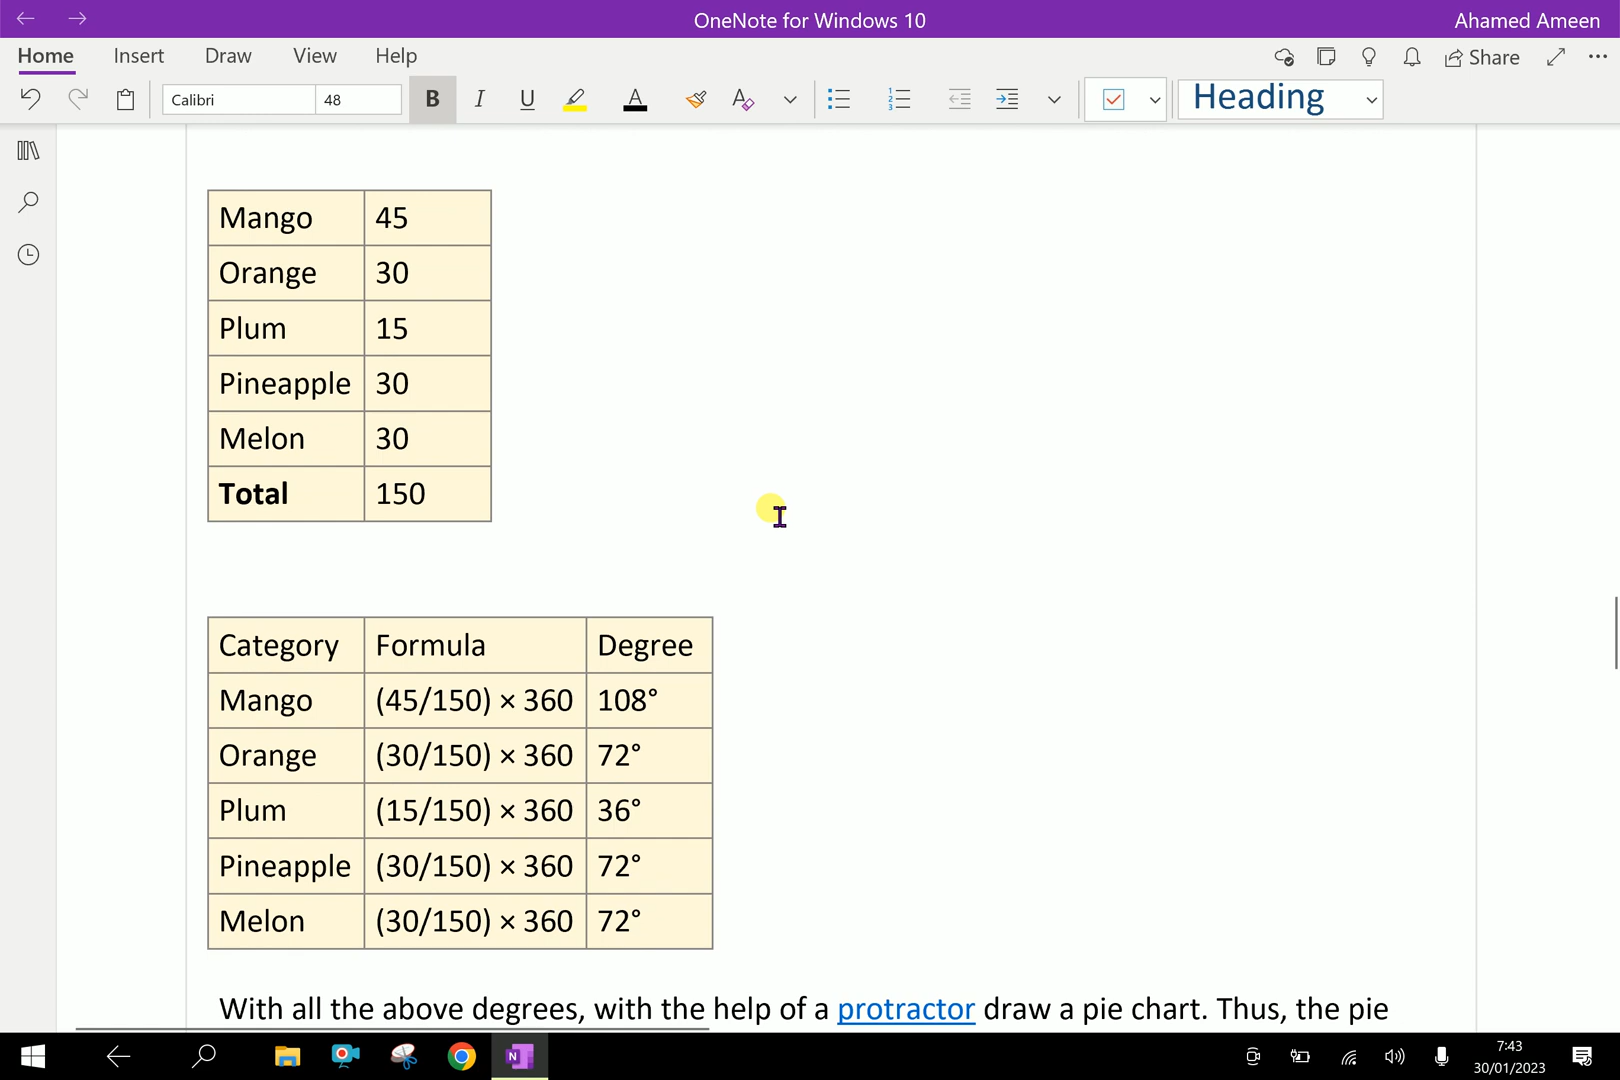 OneNote for Windows 10
Ahamed Ameen
Home Insert Draw View Help
Share
Calibri 48 B I U A A Heading
Mango 45
Orange 30
Plum 15
Pineapple 30
Melon 30
Total 150
Category Formula Degree
Mango (45/150) × 360 108°
Orange (30/150) × 360 72°
Plum (15/150) × 360 36°
Pineapple (30/150) × 360 72°
Melon (30/150) × 360 72°
With all the above degrees, with the help of a protractor draw a pie chart. Thus, the pie
N
7:43
30/01/2023